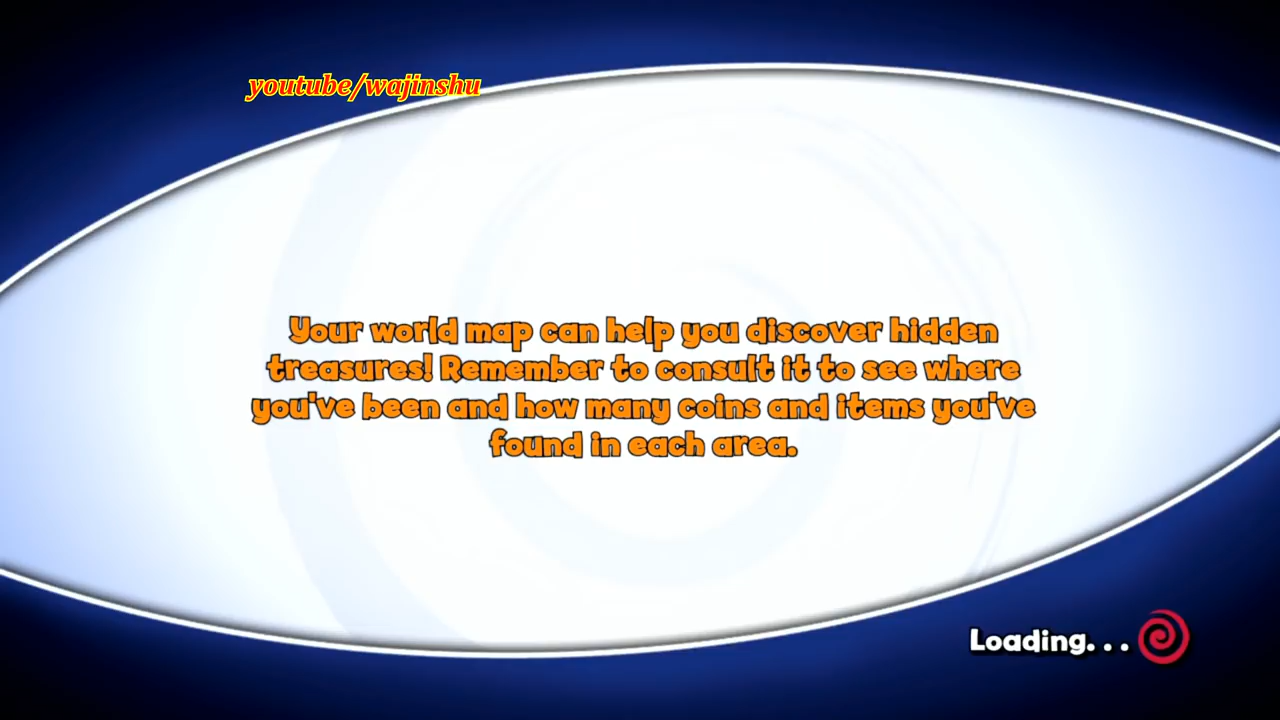 youtube/wajinshu
Your world map can help you discover hidden
treasures! Remember to consult it to see where
you've been and how many coins and items you've
found in each area.
Loading. . .